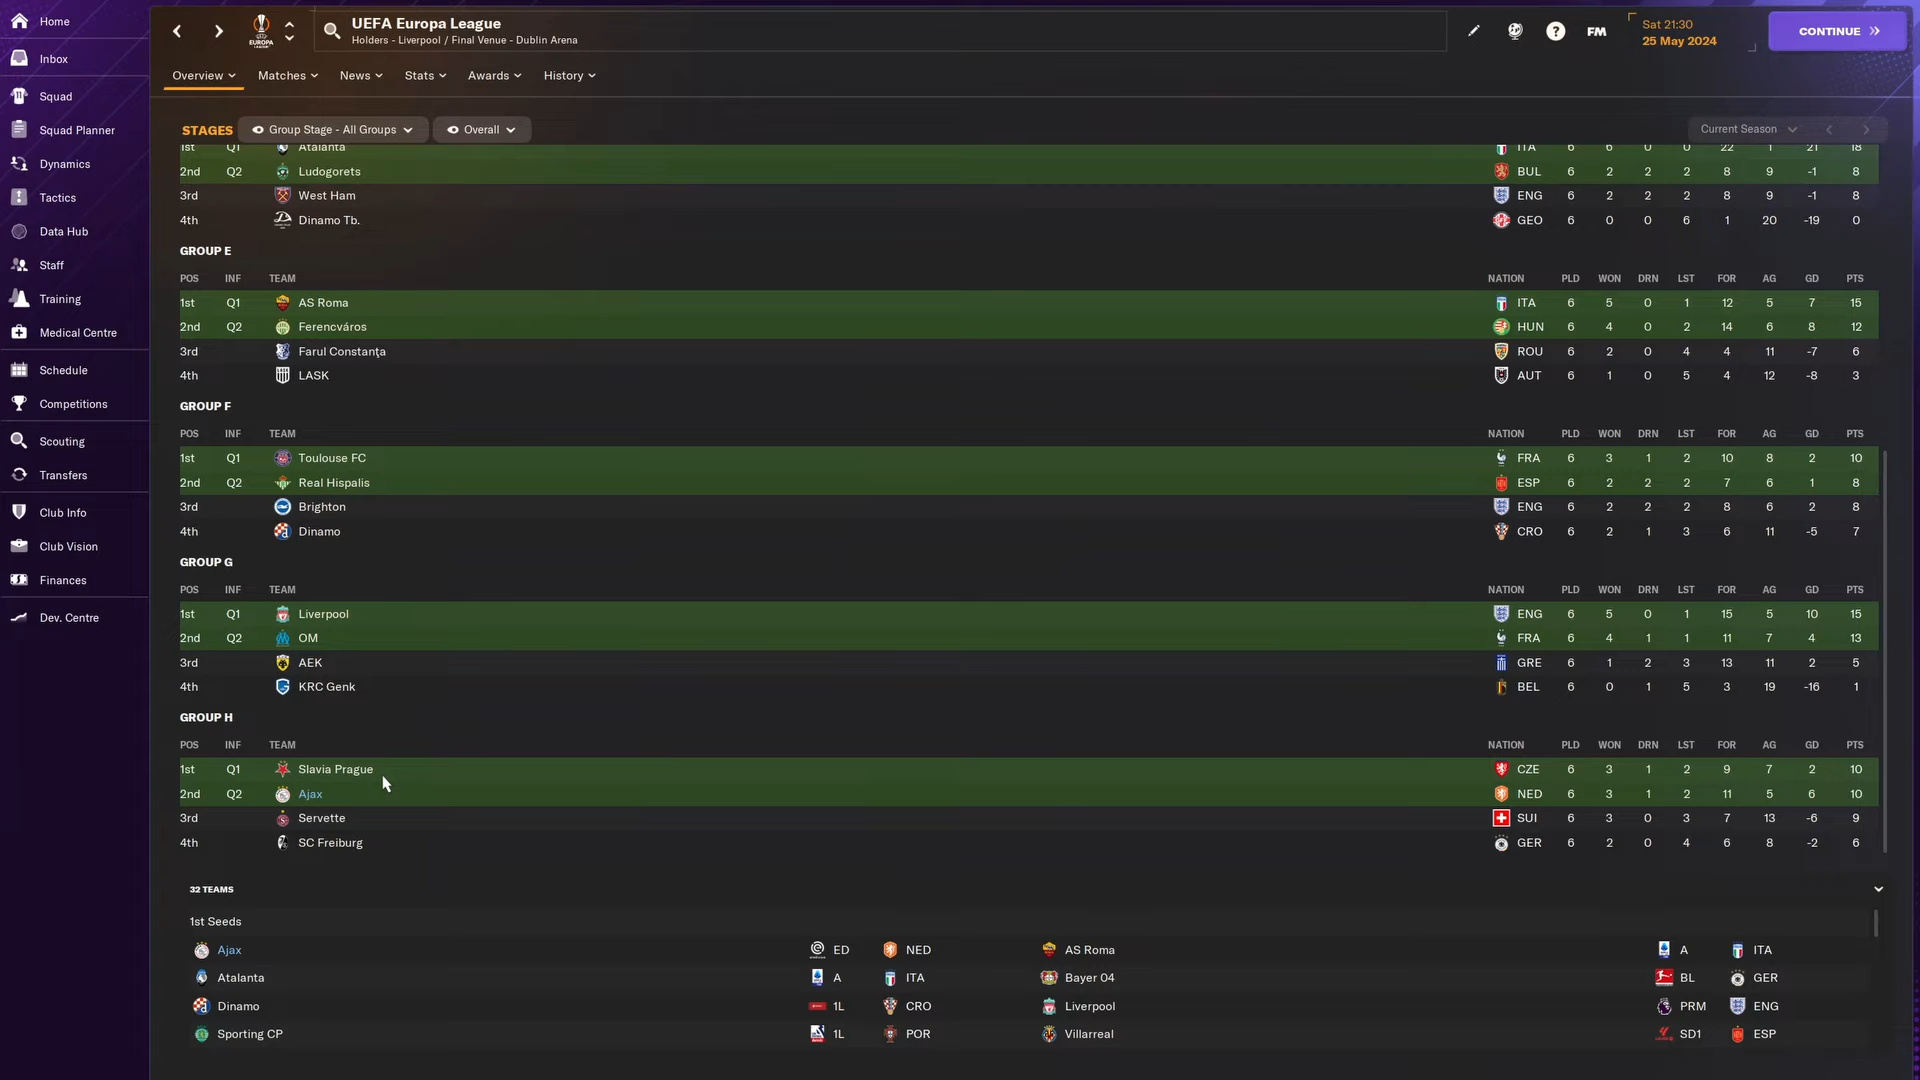 Home
Inbox
Squad
Squad Planner
Dynamics
Tactics
Data Hub
Staff
Training
Medical Centre
Schedule
Competitions
Scouting
Transfers
Club Info
Club Vision
Finances
Dev. Centre
UEFA Europa League
Holders - Liverpool / Final Venue - Dublin Arena
FM
Sat 21:30
25 May 2024
CONTINUE
Overview Matches News Stats Awards History
STAGES Group Stage - All Groups Overall Current Season
1st Q1 Atalanta ITA 6 6 0 0 22 1 21 18
2nd Q2 Ludogorets BUL 6 2 2 2 8 9 -1 8
3rd West Ham ENG 6 2 2 2 8 9 -1 8
4th Dinamo Tb. GEO 6 0 0 6 1 20 -19 0
GROUP E
POS INF TEAM NATION PLD WON DRN LST FOR AG GD PTS
1st Q1 AS Roma ITA 6 5 0 1 12 5 7 15
2nd Q2 Ferencváros HUN 6 4 0 2 14 6 8 12
3rd Farul Constanţa ROU 6 2 0 4 4 11 -7 6
4th LASK AUT 6 1 0 5 4 12 -8 3
GROUP F
POS INF TEAM NATION PLD WON DRN LST FOR AG GD PTS
1st Q1 Toulouse FC FRA 6 3 1 2 10 8 2 10
2nd Q2 Real Hispalis ESP 6 2 2 2 7 6 1 8
3rd Brighton ENG 6 2 2 2 8 6 2 8
4th Dinamo CRO 6 2 1 3 6 11 -5 7
GROUP G
POS INF TEAM NATION PLD WON DRN LST FOR AG GD PTS
1st Q1 Liverpool ENG 6 5 0 1 15 5 10 15
2nd Q2 OM FRA 6 4 1 1 11 7 4 13
3rd AEK GRE 6 1 2 3 13 11 2 5
4th KRC Genk BEL 6 0 1 5 3 19 -16 1
GROUP H
POS INF TEAM NATION PLD WON DRN LST FOR AG GD PTS
1st Q1 Slavia Prague CZE 6 3 1 2 9 7 2 10
2nd Q2 Ajax NED 6 3 1 2 11 5 6 10
3rd Servette SUI 6 3 0 3 7 13 -6 9
4th SC Freiburg GER 6 2 0 4 6 8 -2 6
32 TEAMS
1st Seeds
Ajax ED NED AS Roma A ITA
Atalanta A ITA Bayer 04 BL GER
Dinamo 1L CRO Liverpool PRM ENG
Sporting CP 1L POR Villarreal SD1 ESP